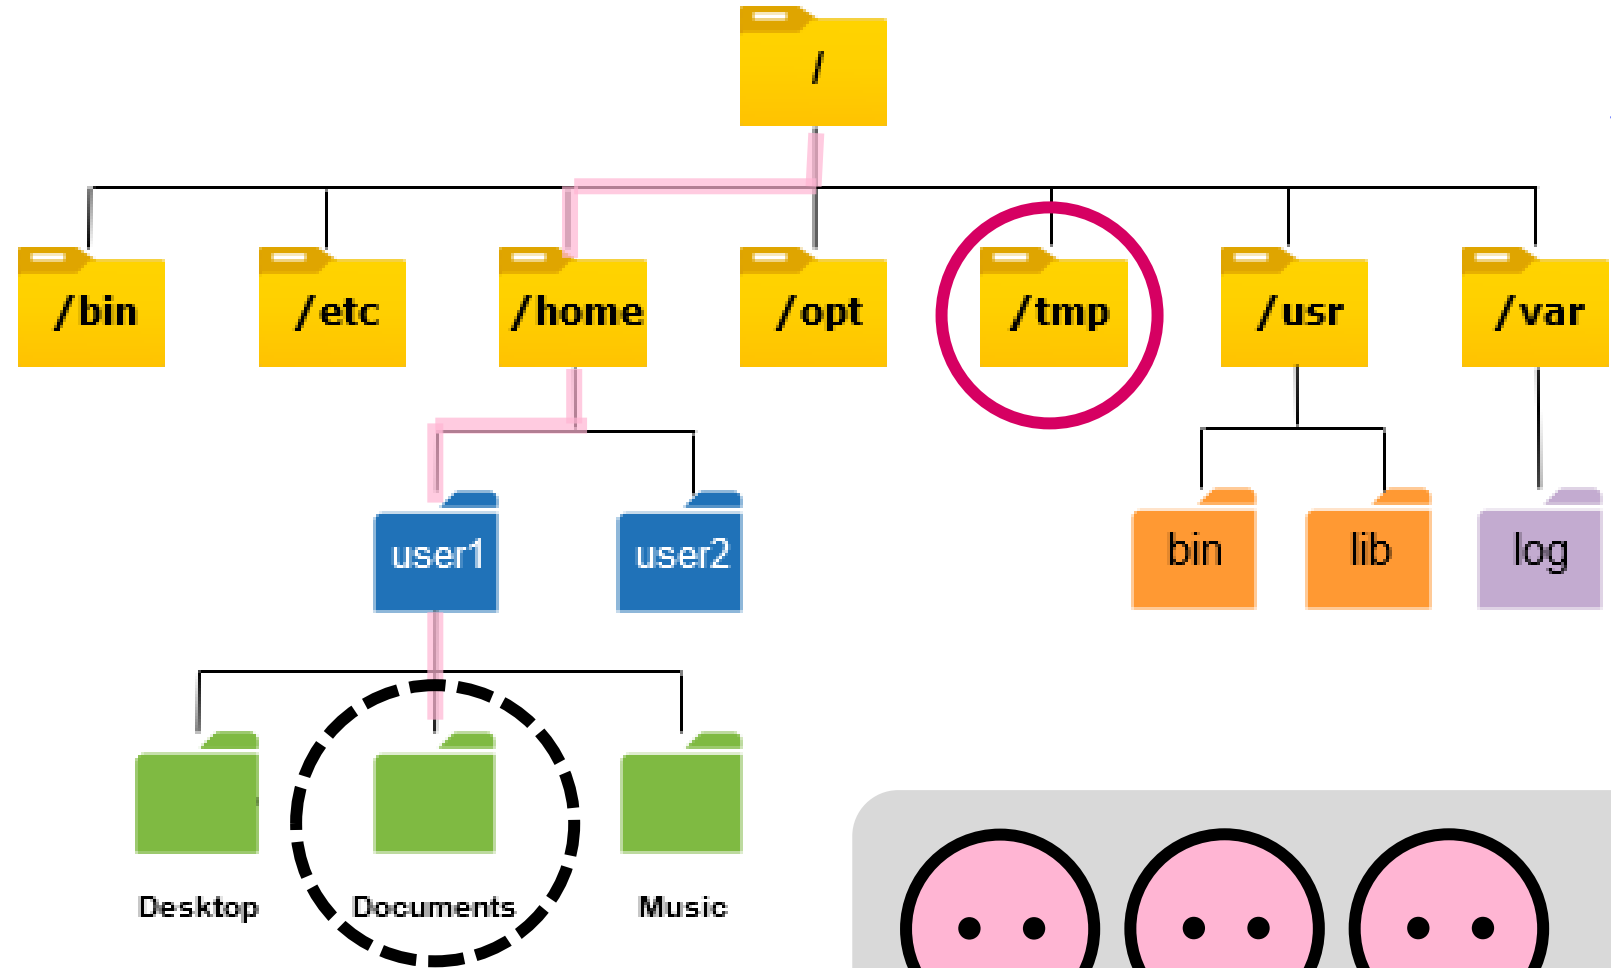 /
/bin
/etc
/home
/opt
/tmp
/usr
/var
user1
user2
bin
lib
log
Desktop
Documents
Music